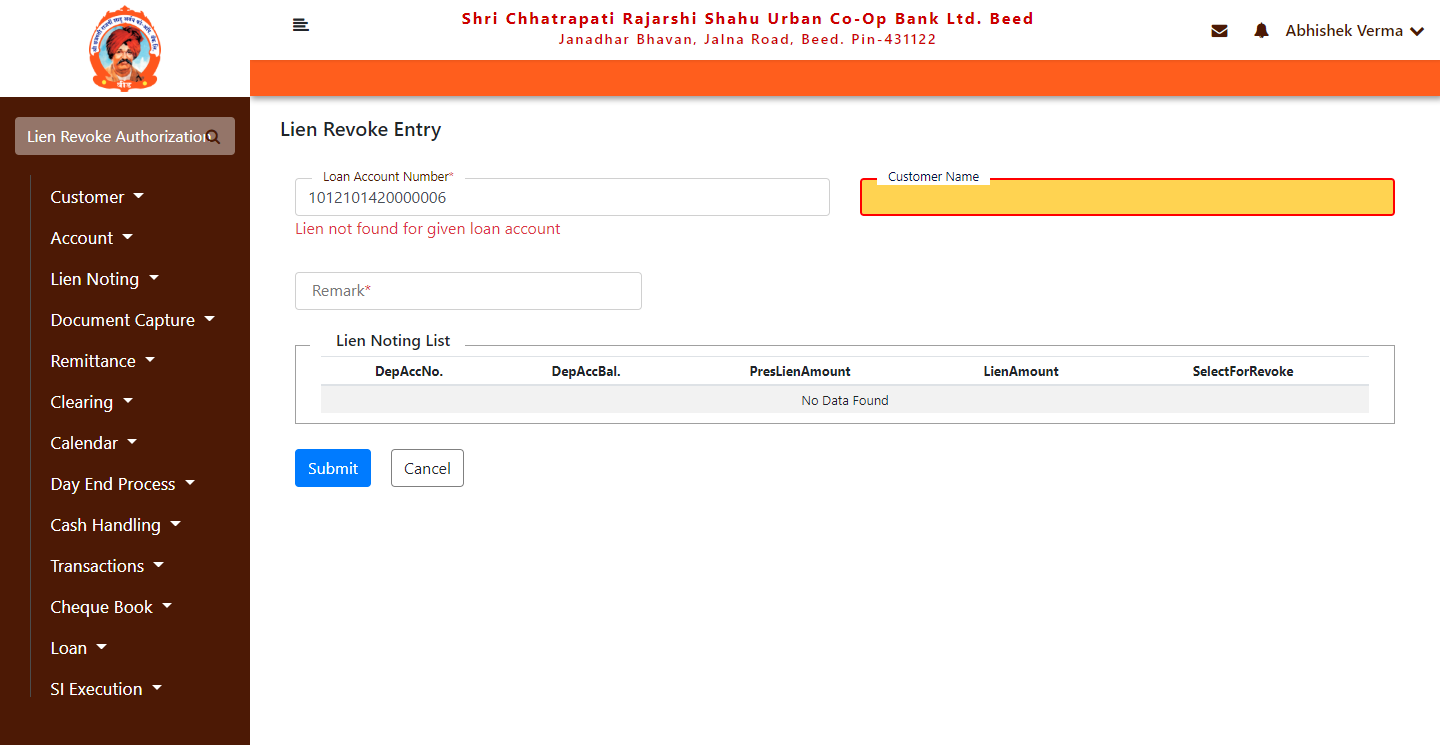 Shri Chhatrapati Rajarshi Shahu Urban Co-Op Bank Ltd. Beed
Janadhar Bhavan, Jalna Road, Beed. Pin-431122
Abhishek Verma
Lien Revoke Authorization
Customer
Account
Lien Noting
Document Capture
Remittance
Clearing
Calendar
Day End Process
Cash Handling
Transactions
Cheque Book
Loan
SI Execution
Lien Revoke Entry
Loan Account Number*
1012101420000006
Lien not found for given loan account
Customer Name
Remark*
Lien Noting List
DepAccNo. DepAccBal. PresLienAmount LienAmount SelectForRevoke
No Data Found
Submit Cancel